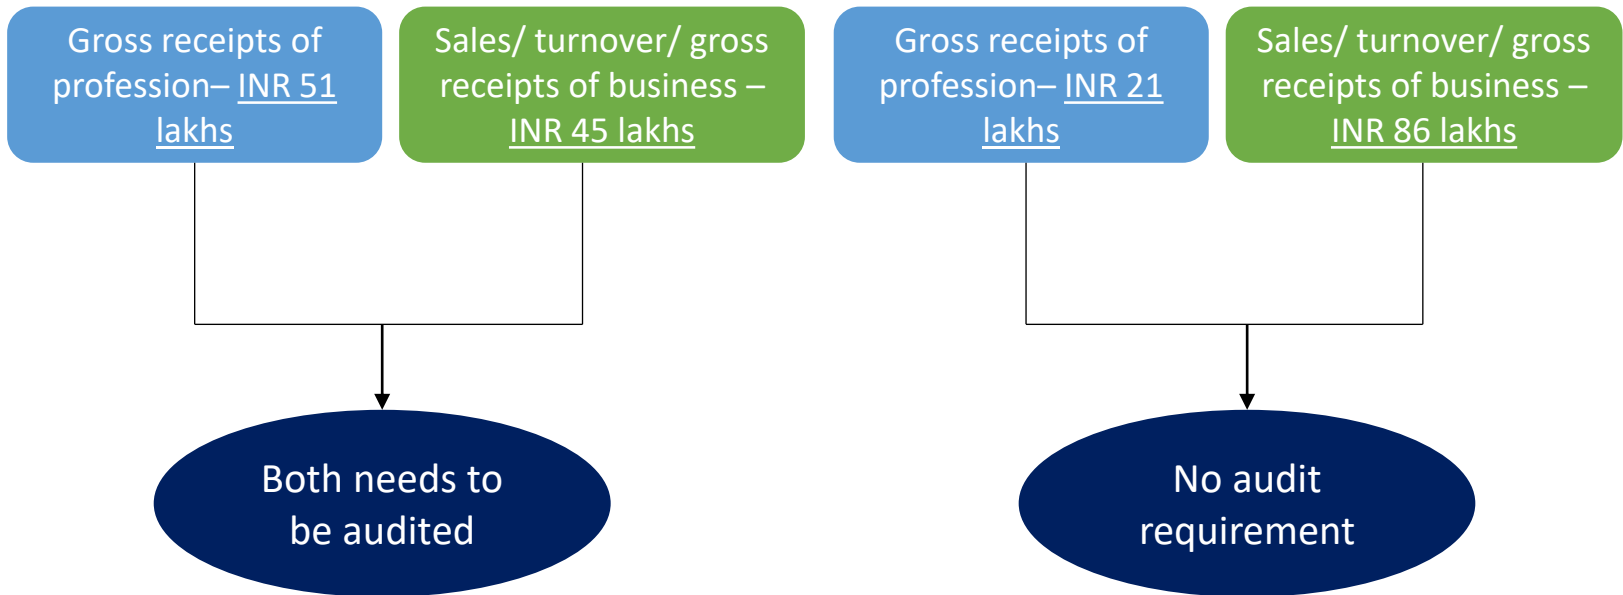 Gross receipts of
profession– INR 51
lakhs
Sales/ turnover/ gross
receipts of business –
INR 45 lakhs
Gross receipts of
profession– INR 21
lakhs
Sales/ turnover/ gross
receipts of business –
INR 86 lakhs
Both needs to
be audited
No audit
requirement